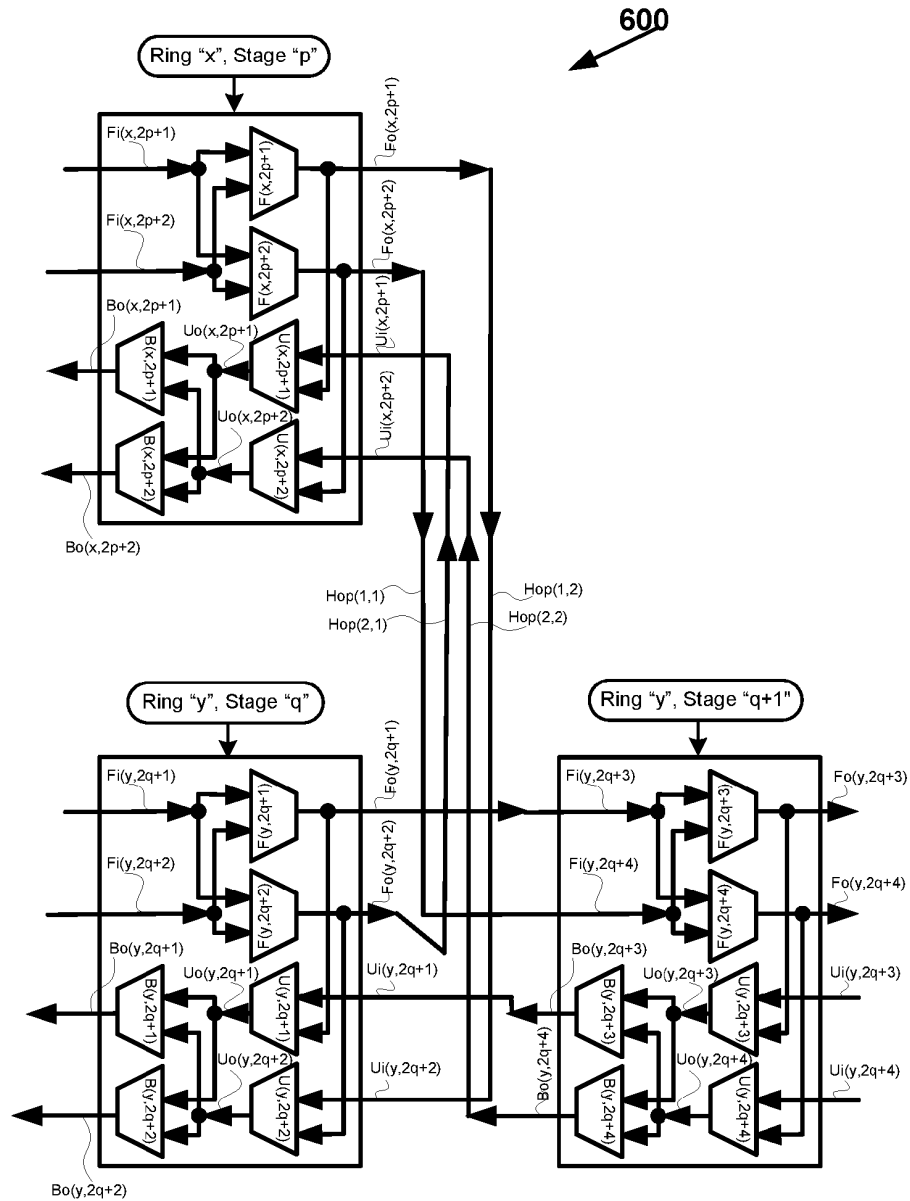 600
Ring “x”, Stage “p”
Fi(x,2p+1)
F(x,2p+1)
Fo(x,2p+1)
Fi(x,2p+2)
F(x,2p+2)
Fo(x,2p+2)
Bo(x,2p+1)
B(x,2p+1)
Uo(x,2p+1)
U(x,2p+1)
Ui(x,2p+1)
Bo(x,2p+2)
B(x,2p+2)
Uo(x,2p+2)
U(x,2p+2)
Ui(x,2p+2)
Hop(1,1)
Hop(1,2)
Hop(2,1)
Hop(2,2)
Ring “y”, Stage “q”
Fi(y,2q+1)
F(y,2q+1)
Fo(y,2q+1)
Fi(y,2q+2)
F(y,2q+2)
Fo(y,2q+2)
Bo(y,2q+1)
B(y,2q+1)
Uo(y,2q+1)
U(y,2q+1)
Ui(y,2q+1)
Bo(y,2q+2)
B(y,2q+2)
Uo(y,2q+2)
U(y,2q+2)
Ui(y,2q+2)
Ring “y”, Stage “q+1"
Fi(y,2q+3)
F(y,2q+3)
Fo(y,2q+3)
Fi(y,2q+4)
F(y,2q+4)
Fo(y,2q+4)
Bo(y,2q+3)
B(y,2q+3)
Uo(y,2q+3)
U(y,2q+3)
Ui(y,2q+3)
Bo(y,2q+4)
B(y,2q+4)
Uo(y,2q+4)
U(y,2q+4)
Ui(y,2q+4)